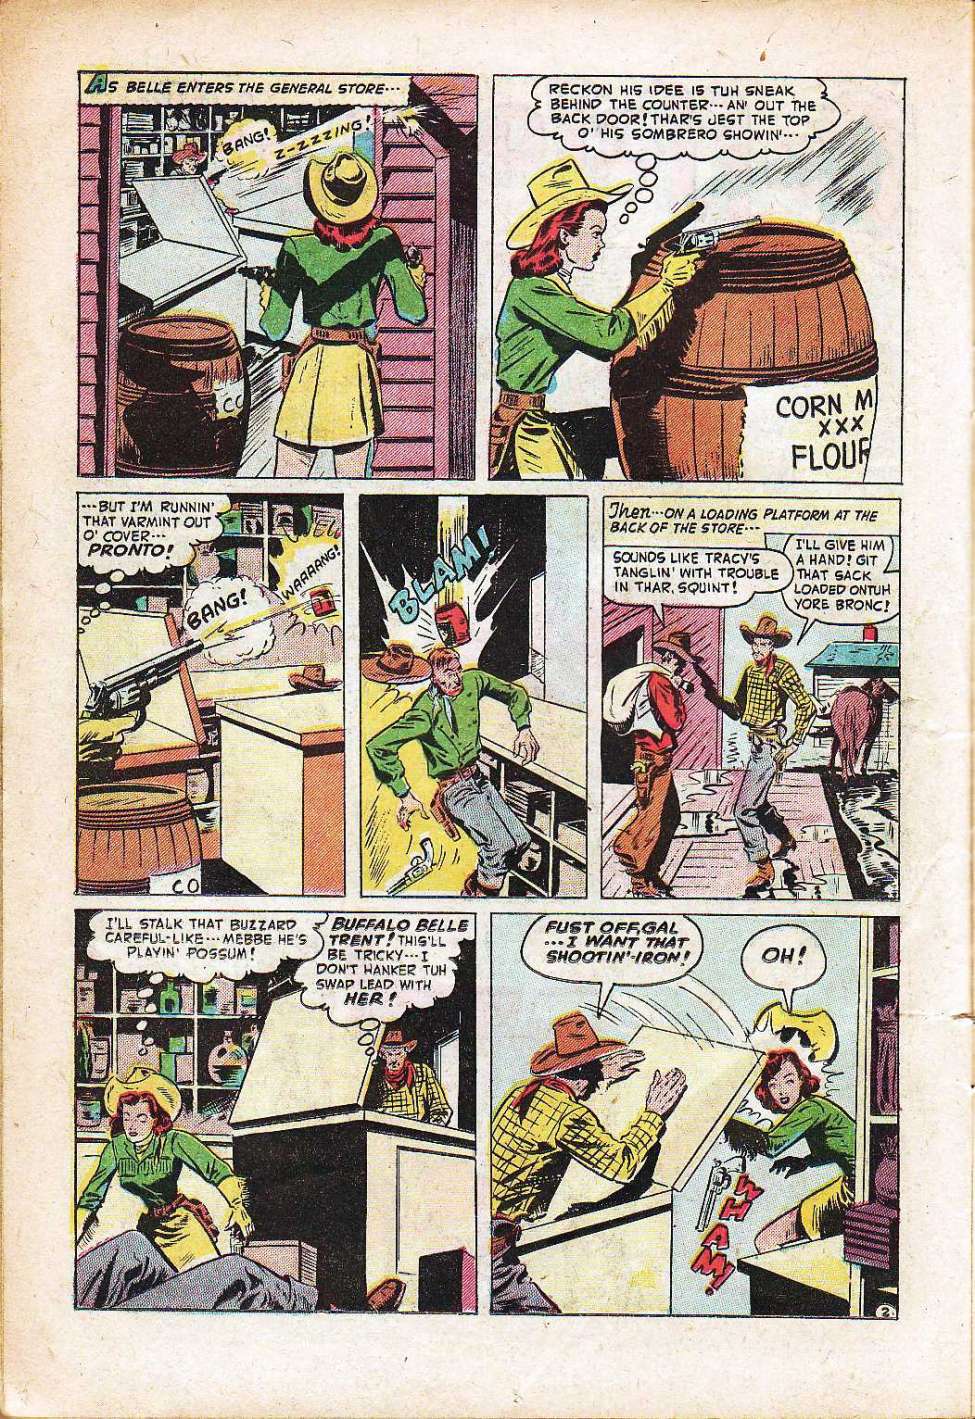 AS BELLE ENTERS THE GENERAL STORE...
BANG!
Z-ZZZZING!
CO
RECKON HIS IDEE IS TUH SNEAK
BEHIND THE COUNTER... AN' OUT THE
BACK DOOR! THAR'S JEST THE TOP
O' HIS SOMBRERO SHOWIN'...
CORN M
XXX
FLOUR
...BUT I'M RUNNIN'
THAT VARMINT OUT
O' COVER...
PRONTO!
BANG!
WAAAANG!
CO
BLAM!
Then...ON A LOADING PLATFORM AT THE
BACK OF THE STORE...
SOUNDS LIKE TRACY'S
TANGLIN' WITH TROUBLE
IN THAR, SQUINT!
I'LL GIVE HIM
A HAND! GIT
THAT SACK
LOADED ONTUH
YORE BRONC!
I'LL STALK THAT BUZZARD
CAREFUL-LIKE... MEBBE HE'S
PLAYIN' POSSUM!
BUFFALO BELLE
TRENT! THIS'LL
BE TRICKY... I
DON'T HANKER TUH
SWAP LEAD WITH
HER!
FUST OFF, GAL
...I WANT THAT
SHOOTIN'-IRON!
OH!
WHAM!
2